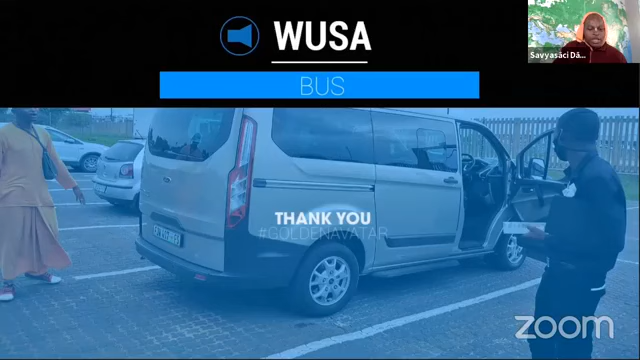 WUSA
BUS
Savyasāci Dā...
THANK YOU
#GOLDENAVATAR
zoom